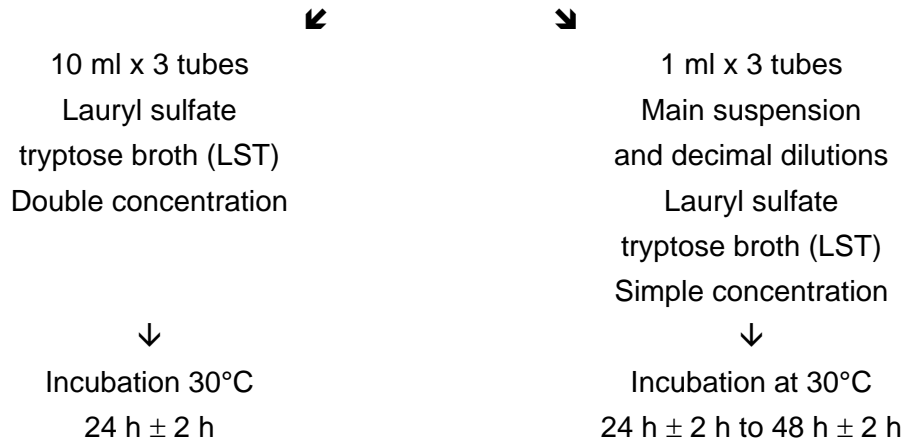 🡿 🡾
10 ml x 3 tubes
Lauryl sulfate
tryptose broth (LST)
Double concentration
↓
Incubation 30°C
24 h ± 2 h
1 ml x 3 tubes
Main suspension
and decimal dilutions
Lauryl sulfate
tryptose broth (LST)
Simple concentration
↓
Incubation at 30°C
24 h ± 2 h to 48 h ± 2 h